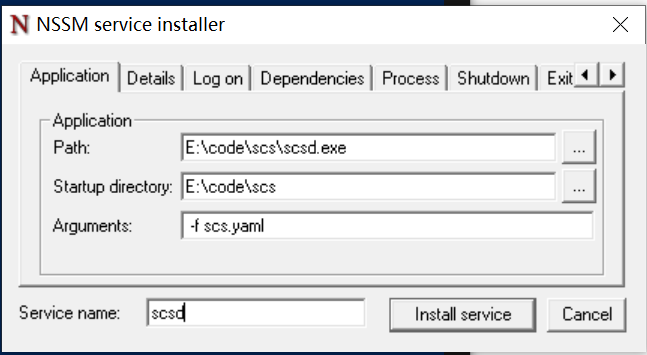 NSSM service installer
Application Details Log on Dependencies Process Shutdown Exit
Application
Path: E:\code\scs\scsd.exe ...
Startup directory: E:\code\scs ...
Arguments: -f scs.yaml
Service name: scsd Install service Cancel